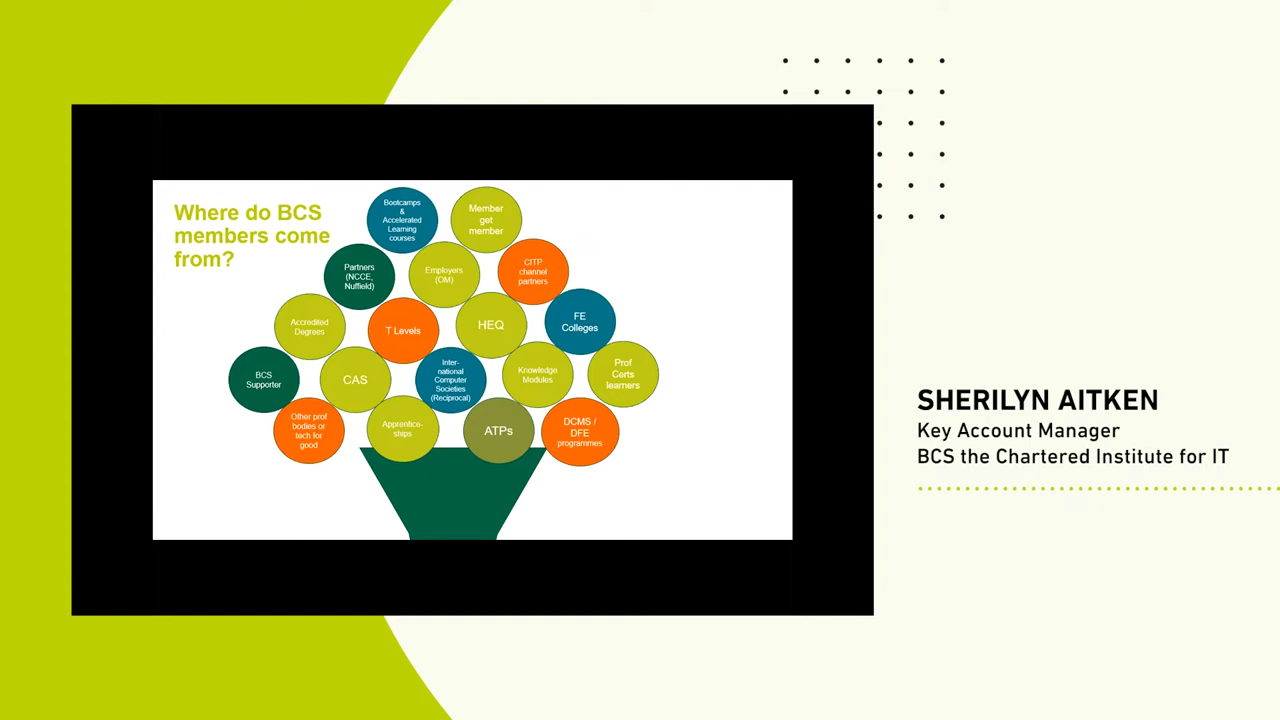 Where do BCS
members come
from?
Bootcamps
&
Accelerated
Learning
courses
Member
get
member
Partners
(NCCE,
Nuffield)
Employers
(OM)
CITP
channel
partners
Accredited
Degrees
T Levels
HEQ
FE
Colleges
BCS
Supporter
CAS
Inter-
national
Computer
Societies
(Reciprocal)
Knowledge
Modules
Prof
Certs
learners
Other prof
bodies or
tech for
good
Apprentice-
ships
ATPs
DCMS /
DFE
programmes
SHERILYN AITKEN
Key Account Manager
BCS the Chartered Institute for IT